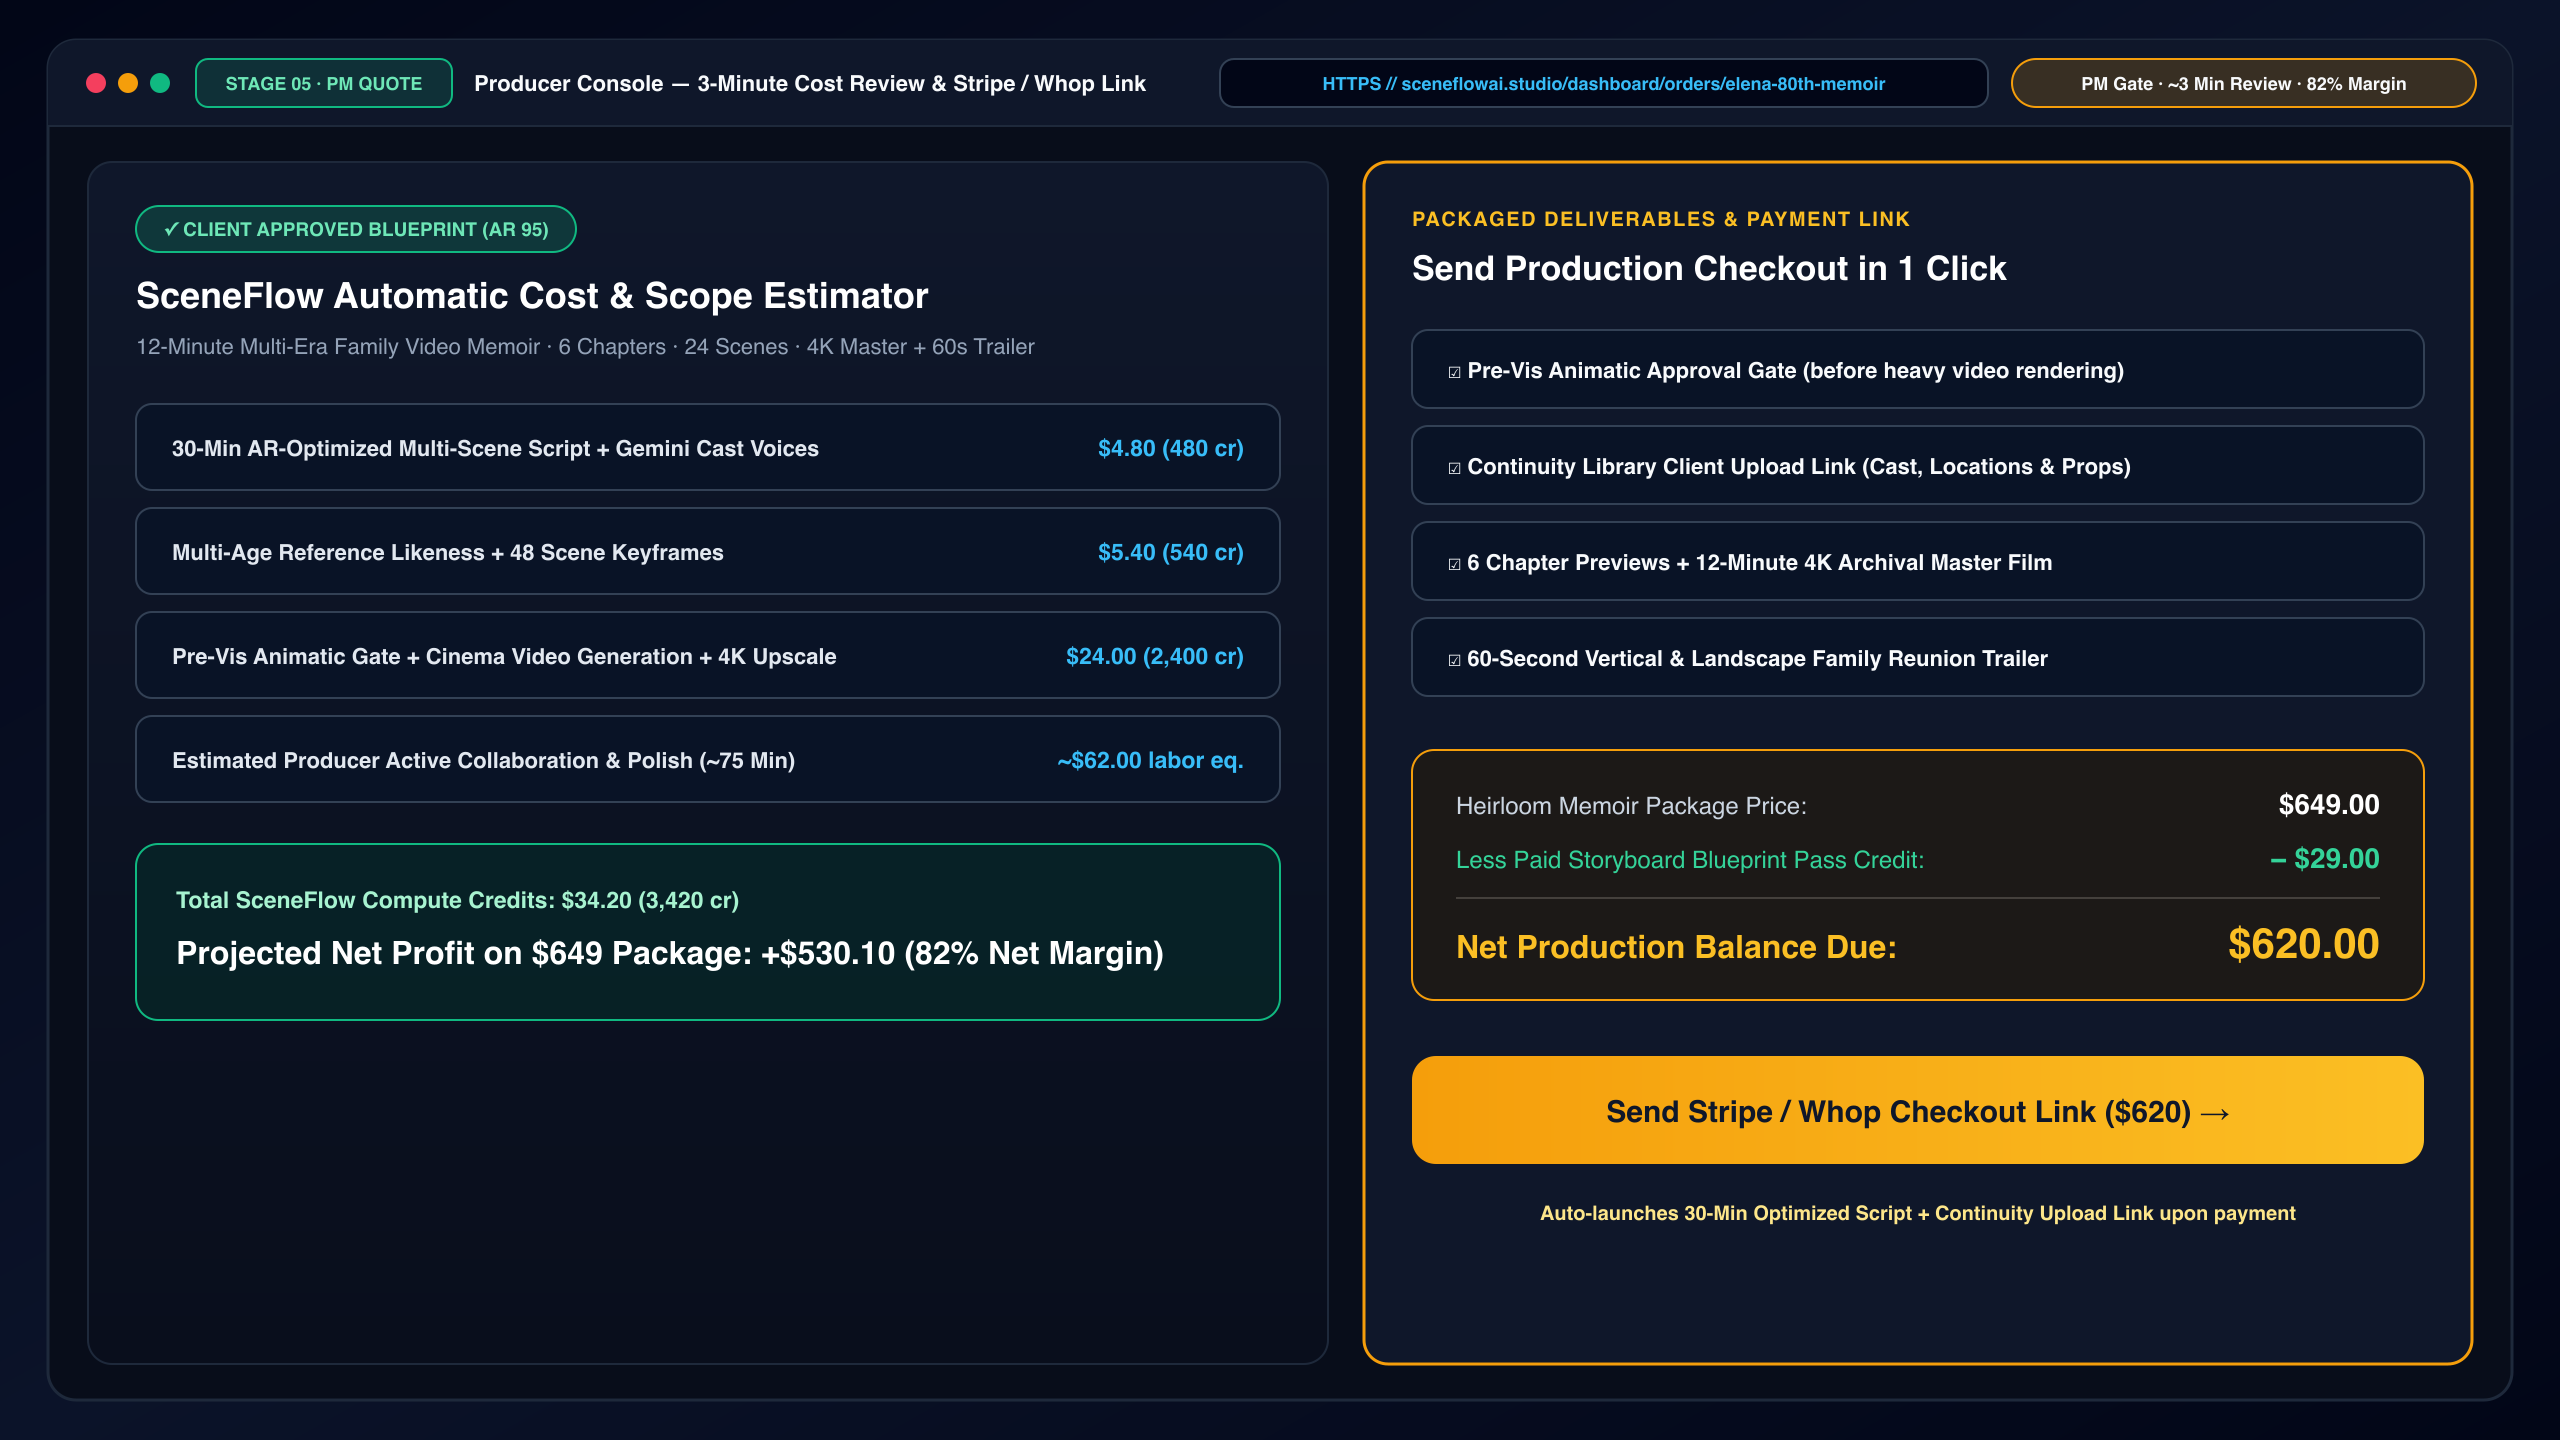 STAGE 05 · PM QUOTE
Producer Console — 3-Minute Cost Review & Stripe / Whop Link
HTTPS // sceneflowai.studio/dashboard/orders/elena-80th-memoir
PM Gate · ~3 Min Review · 82% Margin
✓ CLIENT APPROVED BLUEPRINT (AR 95)
SceneFlow Automatic Cost & Scope Estimator
12-Minute Multi-Era Family Video Memoir · 6 Chapters · 24 Scenes · 4K Master + 60s Trailer
30-Min AR-Optimized Multi-Scene Script + Gemini Cast Voices $4.80 (480 cr)
Multi-Age Reference Likeness + 48 Scene Keyframes $5.40 (540 cr)
Pre-Vis Animatic Gate + Cinema Video Generation + 4K Upscale $24.00 (2,400 cr)
Estimated Producer Active Collaboration & Polish (~75 Min) ~$62.00 labor eq.
Total SceneFlow Compute Credits: $34.20 (3,420 cr)
Projected Net Profit on $649 Package: +$530.10 (82% Net Margin)
PACKAGED DELIVERABLES & PAYMENT LINK
Send Production Checkout in 1 Click
☑ Pre-Vis Animatic Approval Gate (before heavy video rendering)
☑ Continuity Library Client Upload Link (Cast, Locations & Props)
☑ 6 Chapter Previews + 12-Minute 4K Archival Master Film
☑ 60-Second Vertical & Landscape Family Reunion Trailer
Heirloom Memoir Package Price: $649.00
Less Paid Storyboard Blueprint Pass Credit: – $29.00
Net Production Balance Due: $620.00
Send Stripe / Whop Checkout Link ($620) →
Auto-launches 30-Min Optimized Script + Continuity Upload Link upon payment